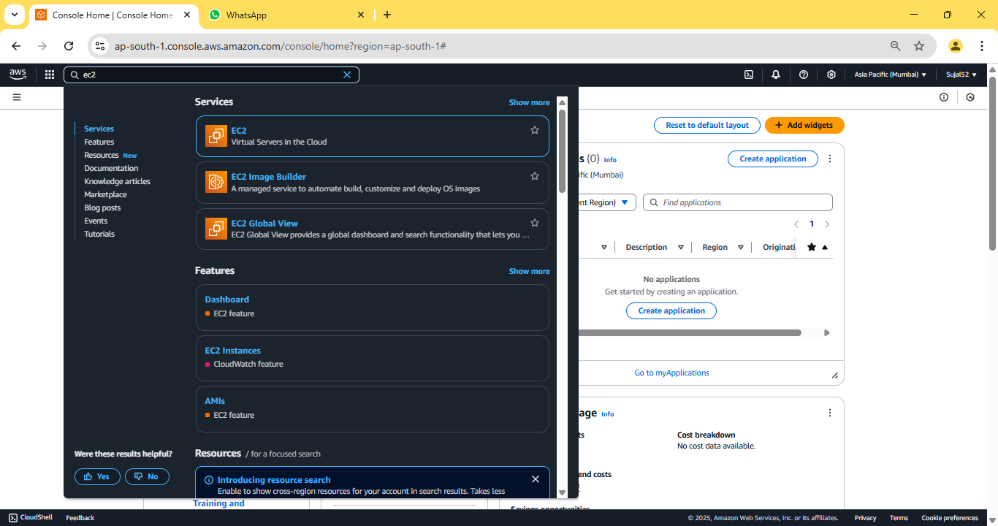 Console Home | Console Home
WhatsApp
ap-south-1.console.aws.amazon.com/console/home?region=ap-south-1#
aws
ec2
Asia Pacific (Mumbai)
Sujal52
Services
Features
Resources New
Documentation
Knowledge articles
Marketplace
Blog posts
Events
Tutorials
Were these results helpful?
Yes
No
Services
Show more
EC2
Virtual Servers in the Cloud
EC2 Image Builder
A managed service to automate build, customize and deploy OS images
EC2 Global View
EC2 Global View provides a global dashboard and search functionality that lets you ...
Features
Show more
Dashboard
EC2 feature
EC2 Instances
CloudWatch feature
AMIs
EC2 feature
Resources / for a focused search
Introducing resource search
Enable to show cross-region resources for your account in search results. Takes less
Reset to default layout
+ Add widgets
(0) Info
(Mumbai)
Create application
Region)
Find applications
1
Description
Region
No applications
Get started by creating an application.
Create application
Go to myApplications
Info
Cost breakdown
No cost data available.
costs
Training and
CloudShell
Feedback
© 2025, Amazon Web Services, Inc. or its affiliates.
Privacy
Terms
Cookie preferences